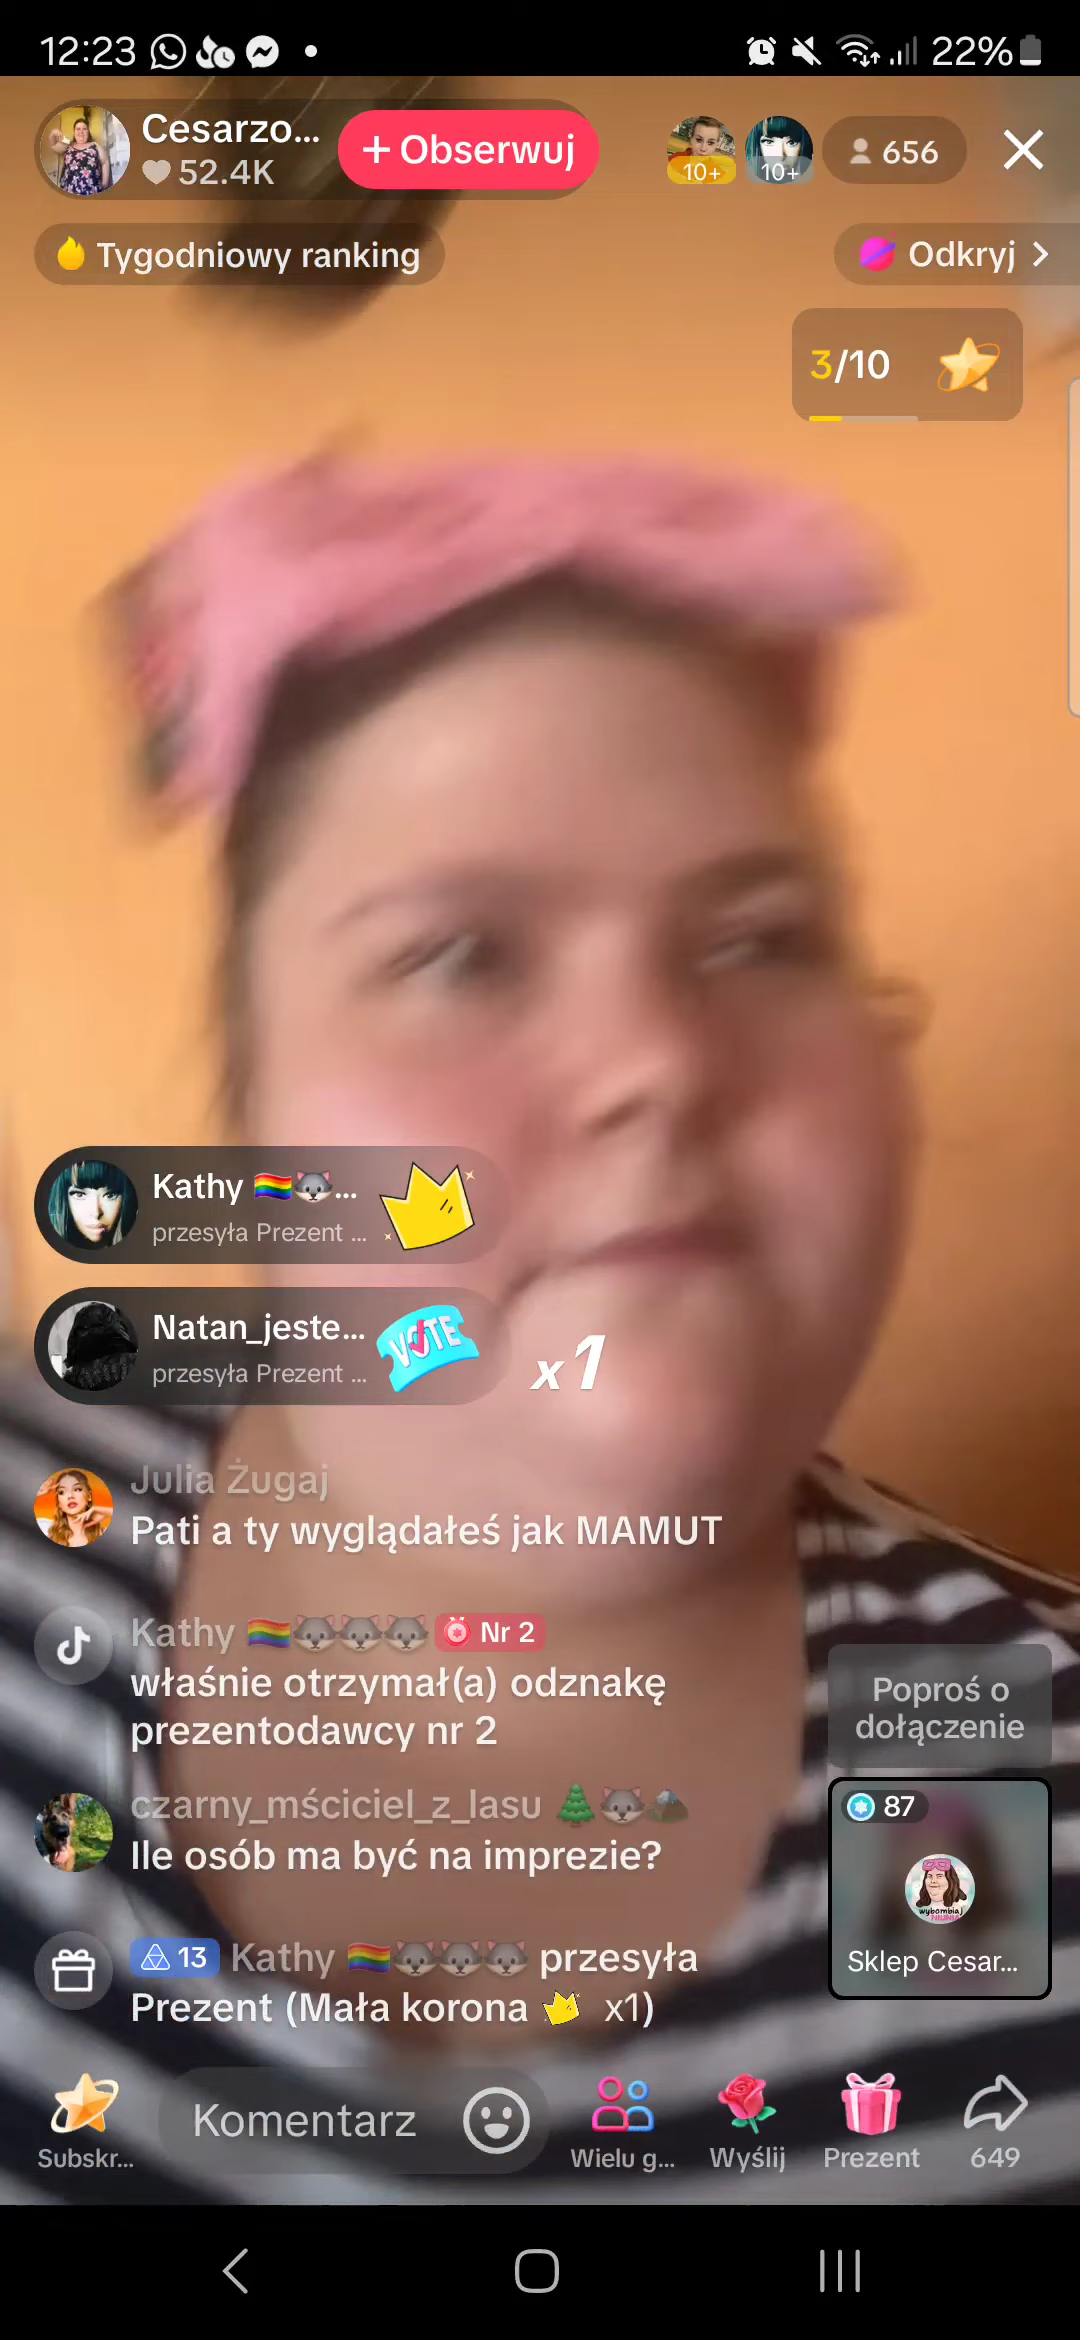 12:23
22%
Cesarzo...
52.4K
+ Obserwuj
10+
10+
656
Tygodniowy ranking
Odkryj
3/10
Kathy 🏳️‍🌈🐺...
przesyła Prezent ...
Natan_jeste...
przesyła Prezent ...
VOTE
x1
Julia Żugaj
Pati a ty wyglądałeś jak MAMUT
Kathy 🏳️‍🌈🐺🐺🐺 Nr 2
właśnie otrzymał(a) odznakę
prezentodawcy nr 2
Poproś o
dołączenie
czarny_mściciel_z_lasu 🌲🐺🏔️
Ile osób ma być na imprezie?
87
wybombiaj
NIUNIA
Sklep Cesar...
13 Kathy 🏳️‍🌈🐺🐺🐺 przesyła
Prezent (Mała korona x1)
Subskr...
Komentarz
Wielu g...
Wyślij
Prezent
649